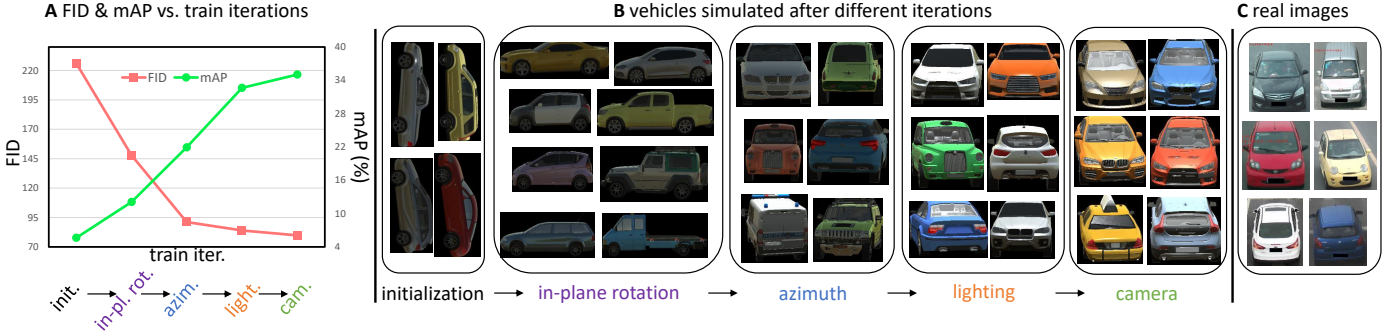 A FID & mAP vs. train iterations
B vehicles simulated after different iterations
C real images
220
195
170
145
120
95
70
FID
FID
mAP
40
34
28
22
16
10
4
mAP (%)
train iter.
init.
in-pl. rot.
azim.
light.
cam.
initialization
in-plane rotation
azimuth
lighting
camera